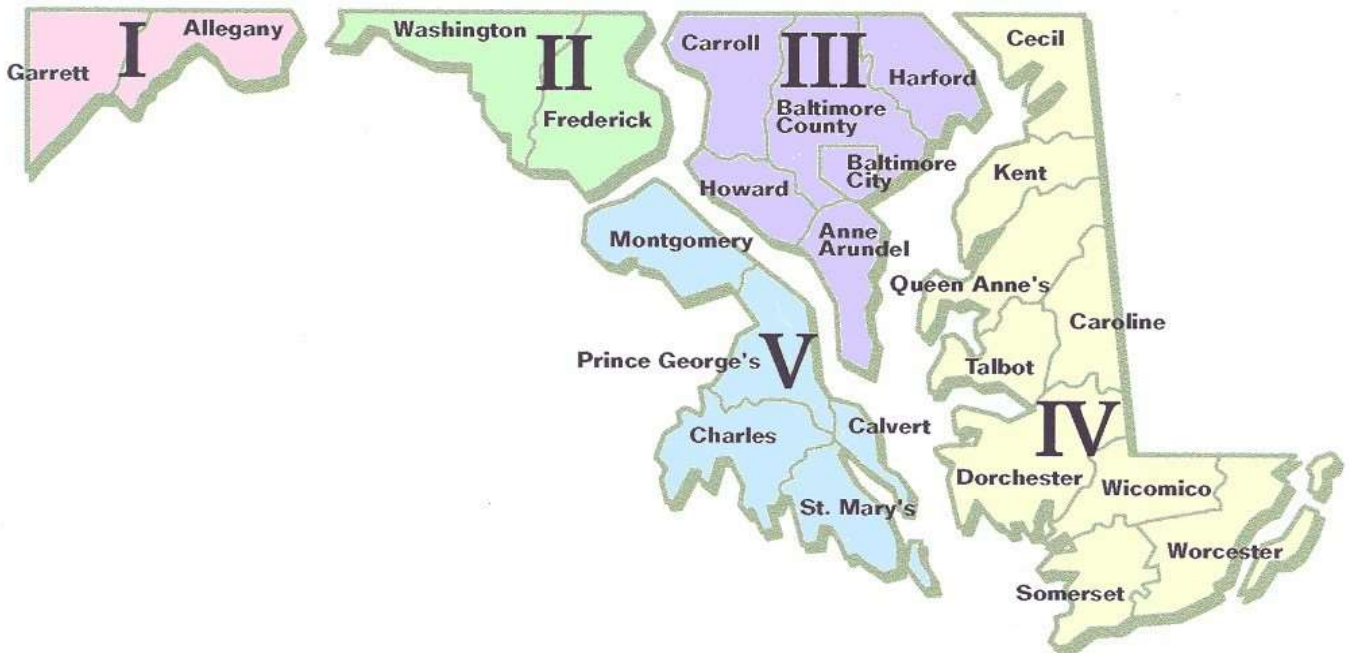 Garrett
I
Allegany
Washington
II
Frederick
Carroll
III
Harford
Baltimore
County
Baltimore
City
Howard
Anne
Arundel
Cecil
Kent
Queen Anne's
Caroline
Talbot
IV
Dorchester
Wicomico
Worcester
Somerset
Montgomery
Prince George's
V
Charles
Calvert
St. Mary's